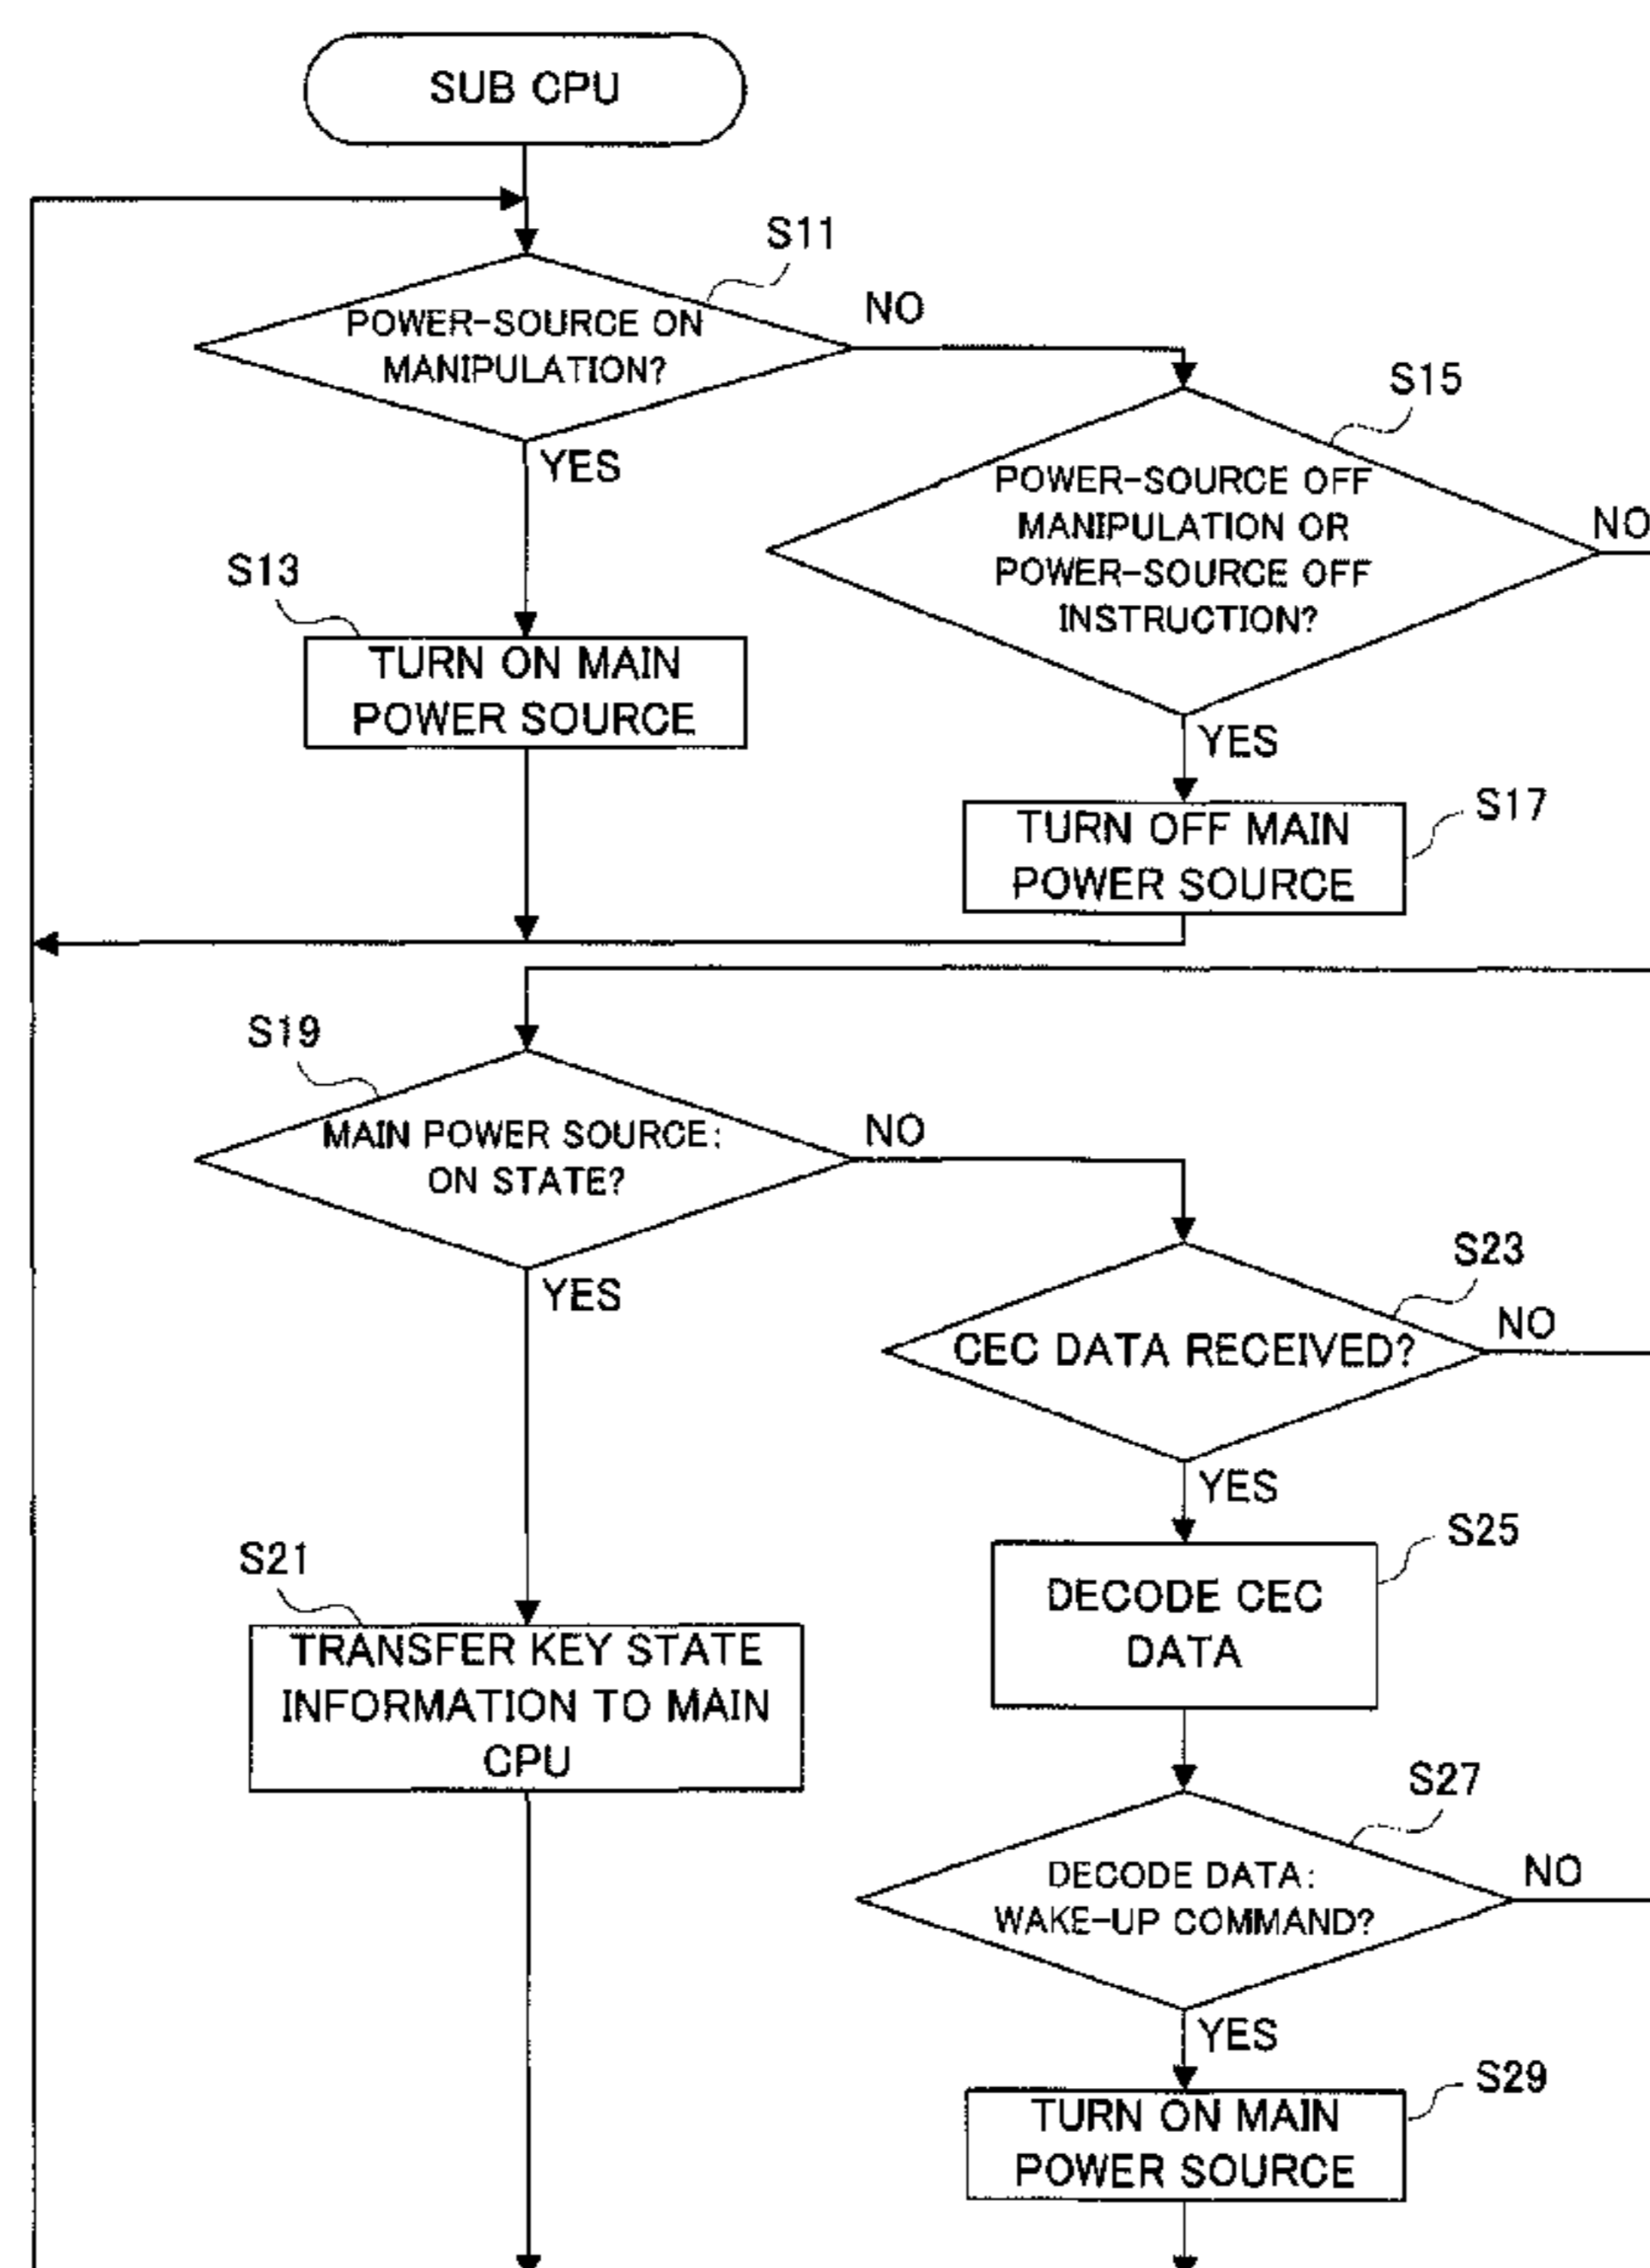 SUB CPU
S11
POWER-SOURCE ON
MANIPULATION?
NO
YES
S15
POWER-SOURCE OFF
MANIPULATION OR
POWER-SOURCE OFF
INSTRUCTION?
NO
YES
S13
TURN ON MAIN
POWER SOURCE
S17
TURN OFF MAIN
POWER SOURCE
S19
MAIN POWER SOURCE:
ON STATE?
NO
YES
S23
CEC DATA RECEIVED?
NO
YES
S21
TRANSFER KEY STATE
INFORMATION TO MAIN
CPU
S25
DECODE CEC
DATA
S27
DECODE DATA:
WAKE-UP COMMAND?
NO
YES
S29
TURN ON MAIN
POWER SOURCE